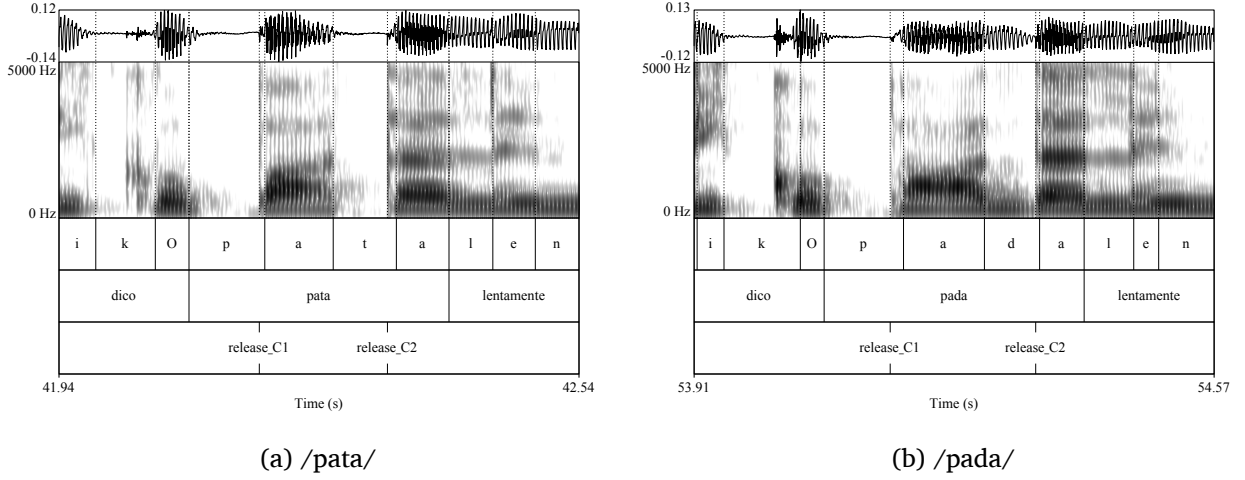 0.12
-0.14
5000 Hz
0 Hz
i k O p a t a l e n
dico pata lentamente
release_C1 release_C2
41.94 42.54
Time (s)
(a) /pata/
0.13
-0.12
5000 Hz
0 Hz
i k O p a d a l e n
dico pada lentamente
release_C1 release_C2
53.91 54.57
Time (s)
(b) /pada/